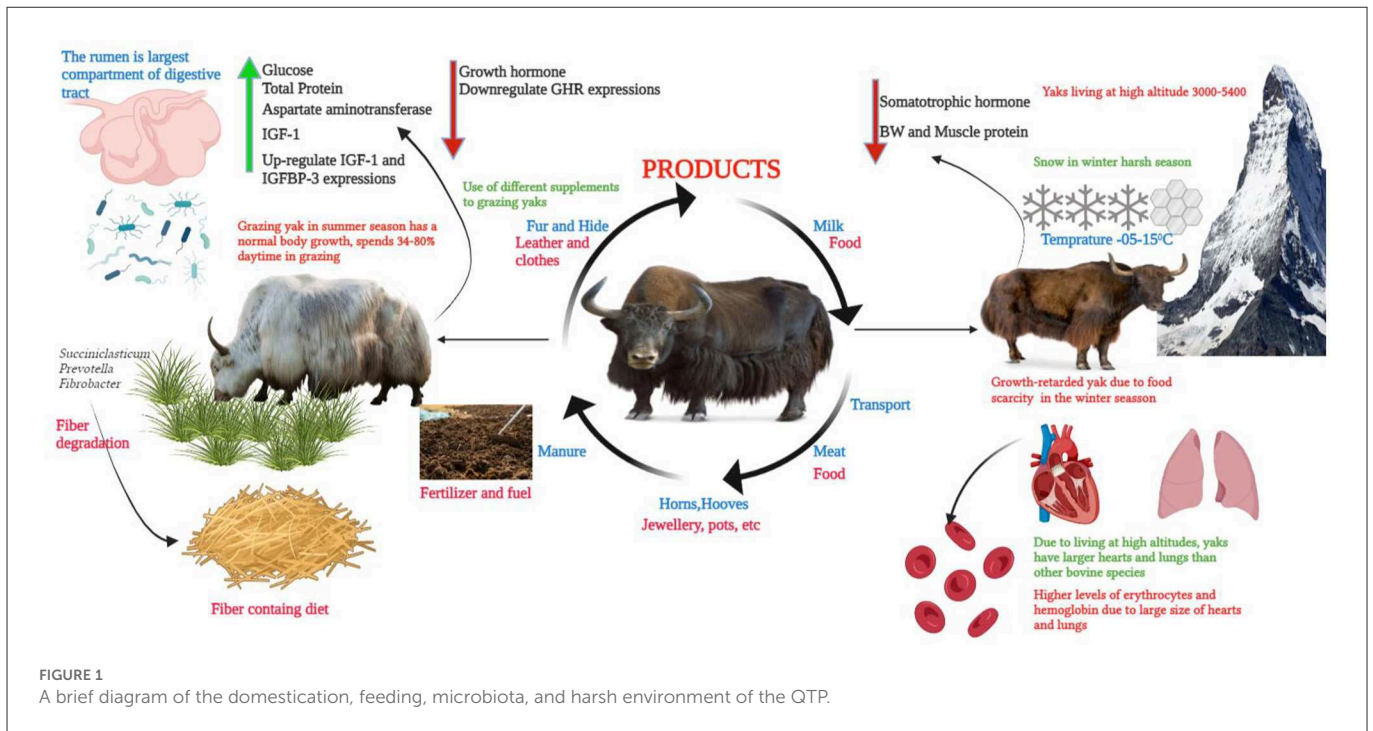 The rumen is largest
compartment of digestive
tract
Glucose
Total Protein
Aspartate aminotransferase
IGF-1
Up-regulate IGF-1 and
IGFBP-3 expressions
Growth hormone
Downregulate GHR expressions
Use of different supplements
to grazing yaks
Grazing yak in summer season has a
normal body growth, spends 34-80%
daytime in grazing
Succiniclasticum
Prevotella
Fibrobacter
Fiber
degradation
Fiber containg diet
PRODUCTS
Fur and Hide
Leather and
clothes
Milk
Food
Transport
Meat
Food
Horns,Hooves
Jewellery, pots, etc
Manure
Fertilizer and fuel
Somatotrophic hormone
BW and Muscle protein
Yaks living at high altitude 3000-5400
Snow in winter harsh season
Temprature -05-15⁰C
Growth-retarded yak due to food
scarcity in the winter seasson
Due to living at high altitudes, yaks
have larger hearts and lungs than
other bovine species
Higher levels of erythrocytes and
hemoglobin due to large size of hearts
and lungs
FIGURE 1
A brief diagram of the domestication, feeding, microbiota, and harsh environment of the QTP.